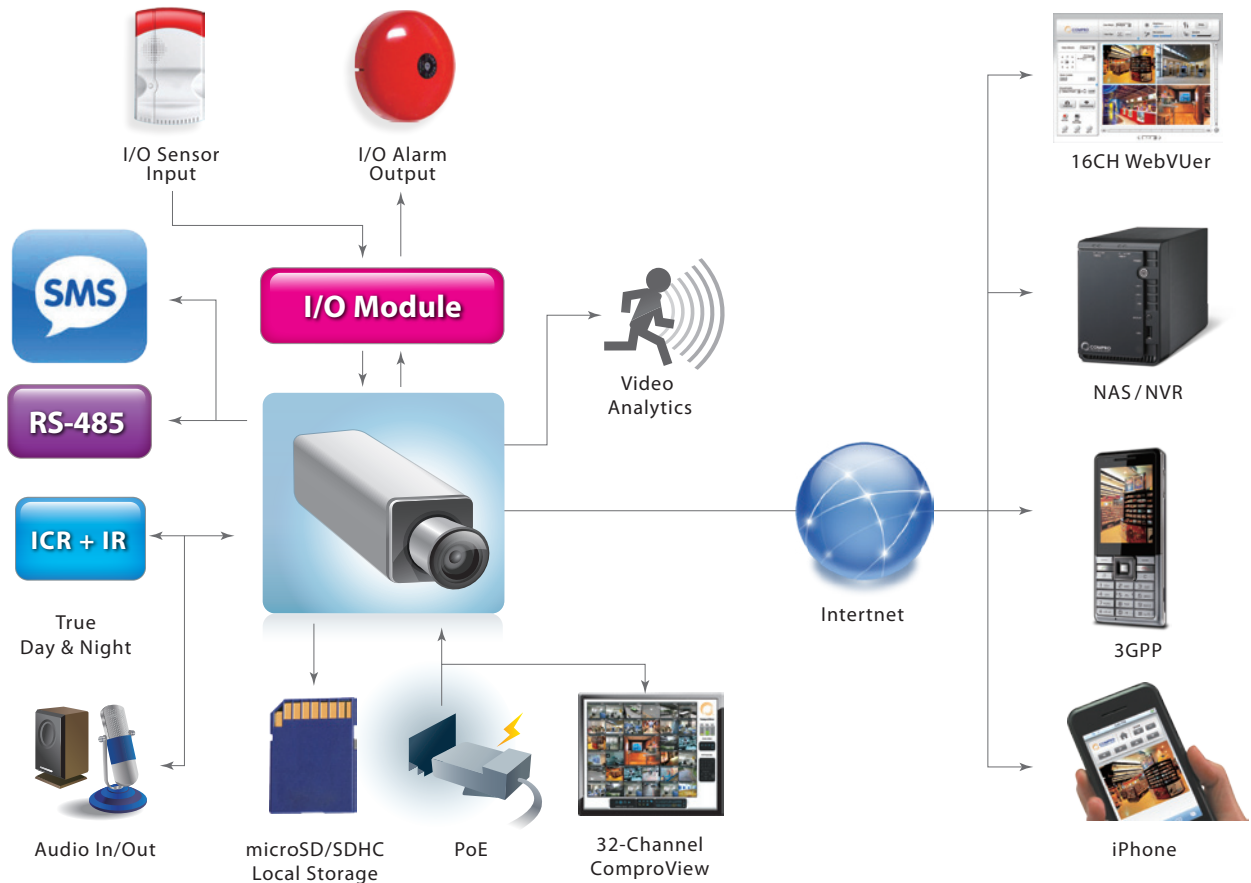 I/O Sensor
Input
I/O Alarm
Output
16CH WebVUer
SMS
I/O Module
Video
Analytics
COMPRO
NAS / NVR
RS-485
ICR + IR
True
Day & Night
Intertnet
3GPP
Audio In/Out
microSD/SDHC
Local Storage
PoE
32-Channel
ComproView
iPhone